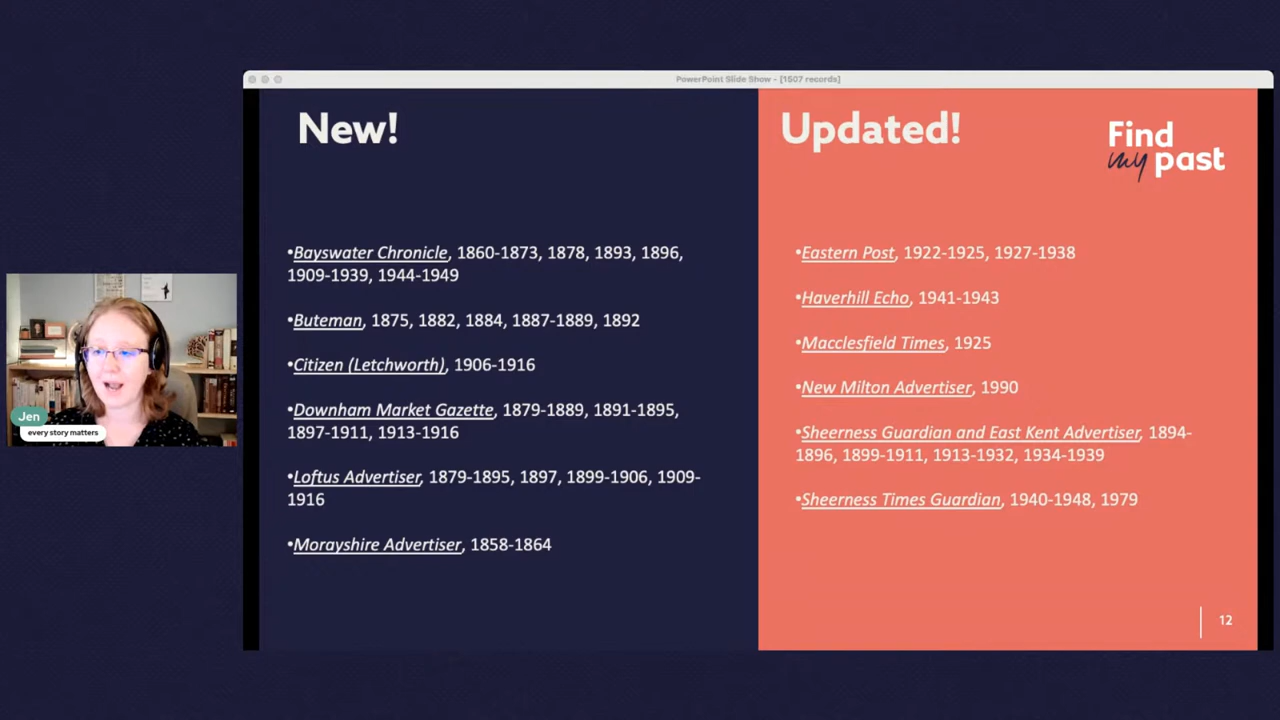 PowerPoint Slide Show - [1507 records]
New!
•Bayswater Chronicle, 1860-1873, 1878, 1893, 1896,
1909-1939, 1944-1949
•Buteman, 1875, 1882, 1884, 1887-1889, 1892
•Citizen (Letchworth), 1906-1916
•Downham Market Gazette, 1879-1889, 1891-1895,
1897-1911, 1913-1916
•Loftus Advertiser, 1879-1895, 1897, 1899-1906, 1909-
1916
•Morayshire Advertiser, 1858-1864
Updated!
Find
my past
•Eastern Post, 1922-1925, 1927-1938
•Haverhill Echo, 1941-1943
•Macclesfield Times, 1925
•New Milton Advertiser, 1990
•Sheerness Guardian and East Kent Advertiser, 1894-
1896, 1899-1911, 1913-1932, 1934-1939
•Sheerness Times Guardian, 1940-1948, 1979
12
Jen
every story matters